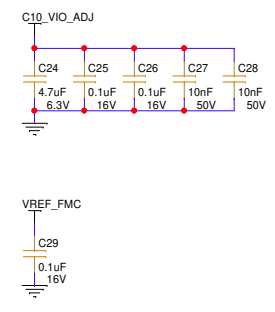 C10_VIO_ADJ
C24 C25 C26 C27 C28
4.7uF 0.1uF 0.1uF 10nF 10nF
6.3V 16V 16V 50V 50V
VREF_FMC
C29
0.1uF
16V